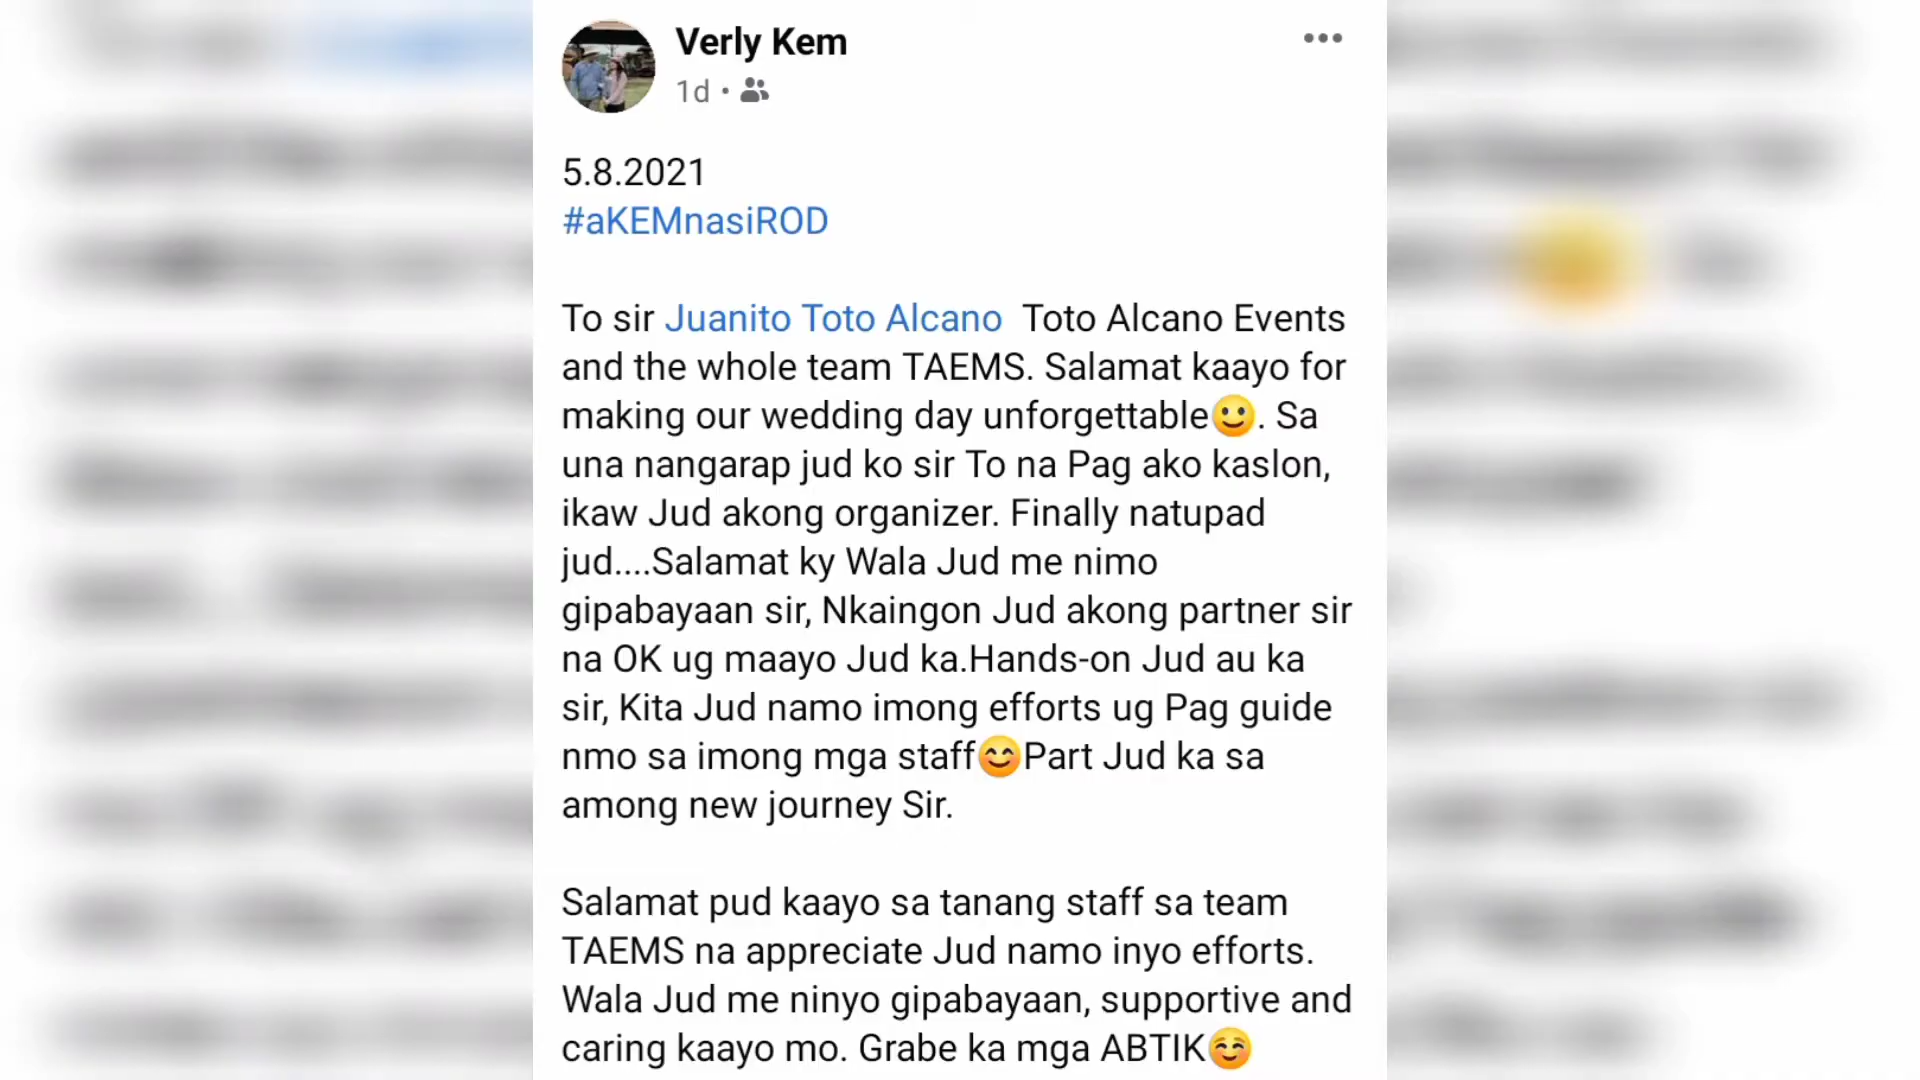 Verly Kem
1d
5.8.2021
#aKEMnasiROD
To sir Juanito Toto Alcano Toto Alcano Events
and the whole team TAEMS. Salamat kaayo for
making our wedding day unforgettable🙂. Sa
una nangarap jud ko sir To na Pag ako kaslon,
ikaw Jud akong organizer. Finally natupad
jud....Salamat ky Wala Jud me nimo
gipabayaan sir, Nkaingon Jud akong partner sir
na OK ug maayo Jud ka.Hands-on Jud au ka
sir, Kita Jud namo imong efforts ug Pag guide
nmo sa imong mga staff😊Part Jud ka sa
among new journey Sir.
Salamat pud kaayo sa tanang staff sa team
TAEMS na appreciate Jud namo inyo efforts.
Wala Jud me ninyo gipabayaan, supportive and
caring kaayo mo. Grabe ka mga ABTIK☺️